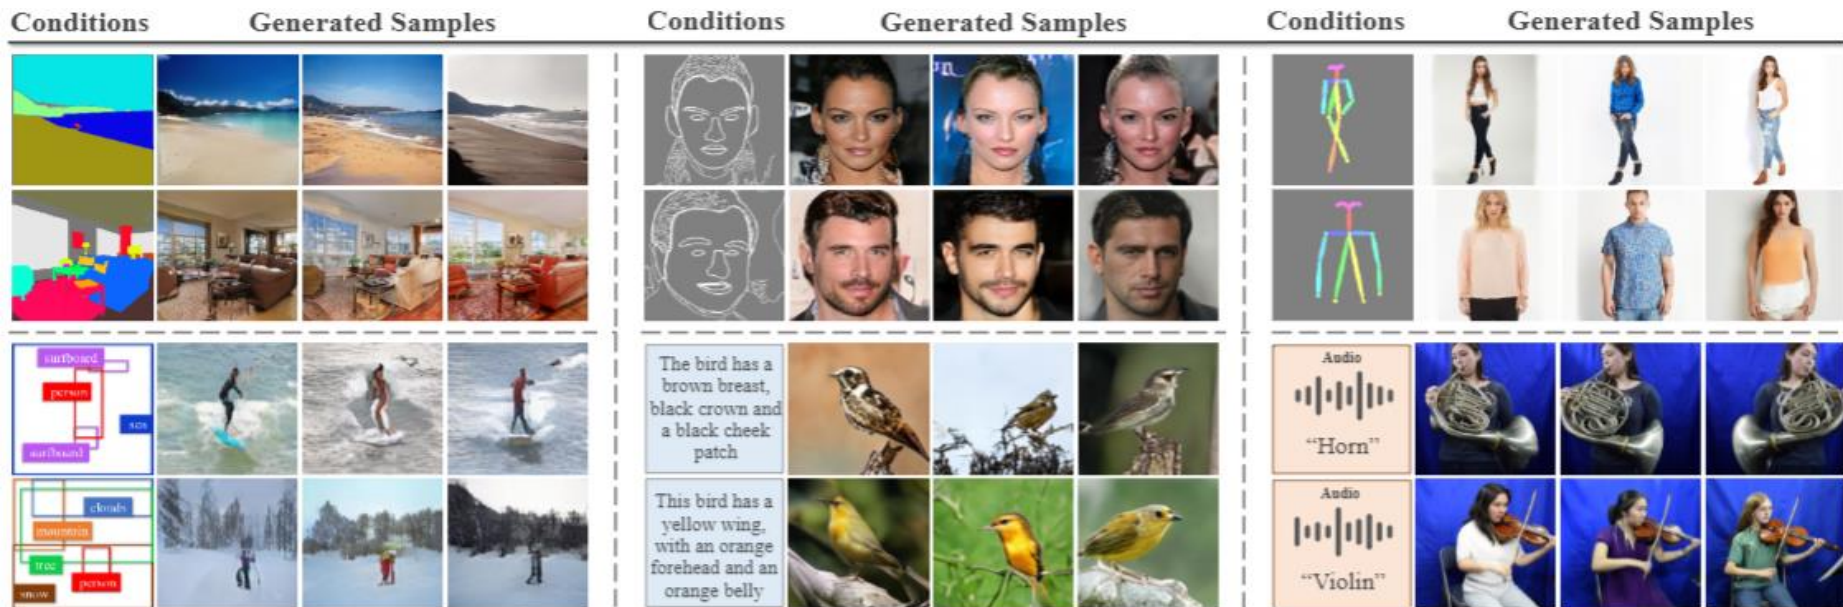 Conditions
Generated Samples
Conditions
Generated Samples
Conditions
Generated Samples
surfboard
person
sea
surfboard
clouds
mountain
tree
person
snow
The bird has a
brown breast,
black crown and
a black cheek
patch
This bird has a
yellow wing,
with an orange
forehead and an
orange belly
Audio
“Horn”
Audio
“Violin”